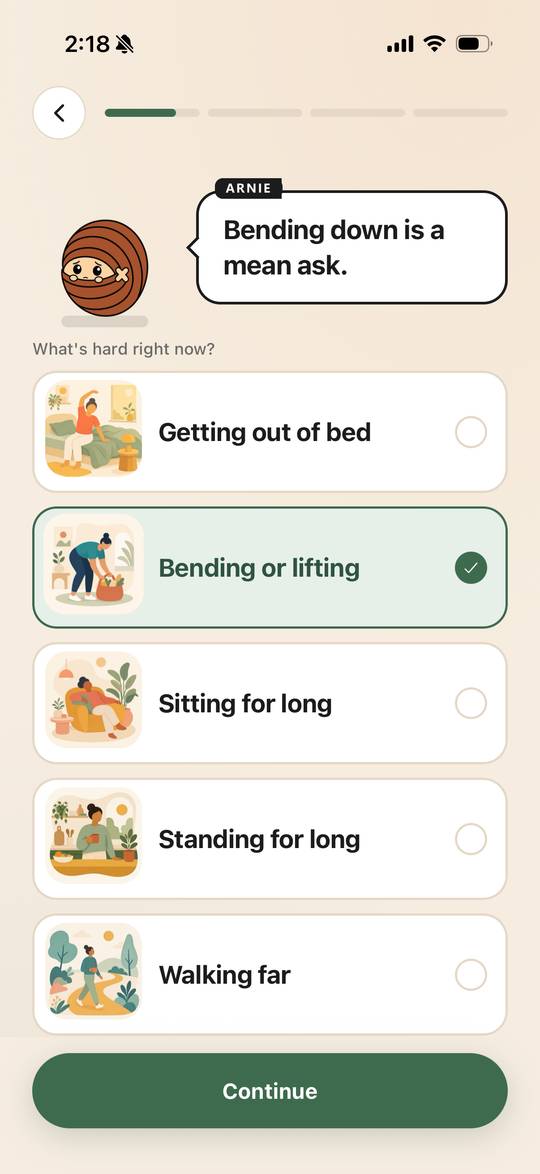 2:18
ARNIE
Bending down is a
mean ask.
What's hard right now?
Getting out of bed
Bending or lifting
Sitting for long
Standing for long
Walking far
Continue